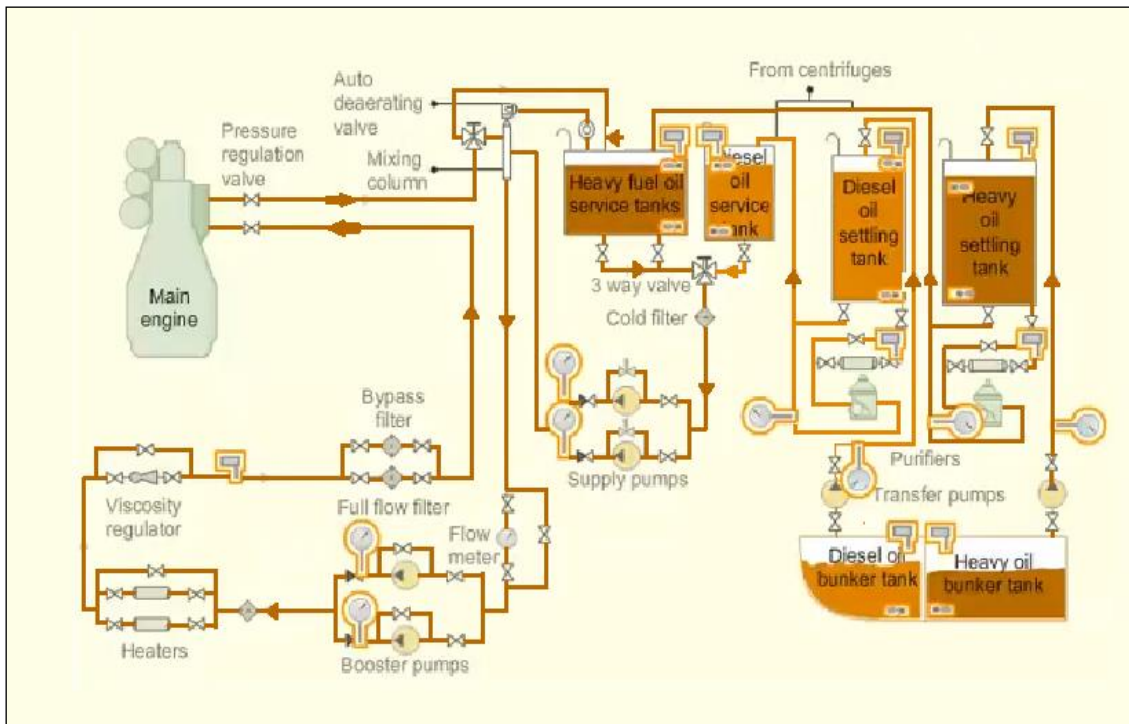 From centrifuges
Auto
deaerating
valve
Pressure
regulation
valve
Mixing
column
Heavy fuel oil
service tanks
Diesel
oil
service
tank
Diesel
oil
settling
tank
Heavy
oil
settling
tank
Main
engine
3 way valve
Cold filter
Bypass
filter
Supply pumps
Purifiers
Transfer pumps
Viscosity
regulator
Full flow filter
Flow
meter
Diesel oil
bunker tank
Heavy oil
bunker tank
Heaters
Booster pumps